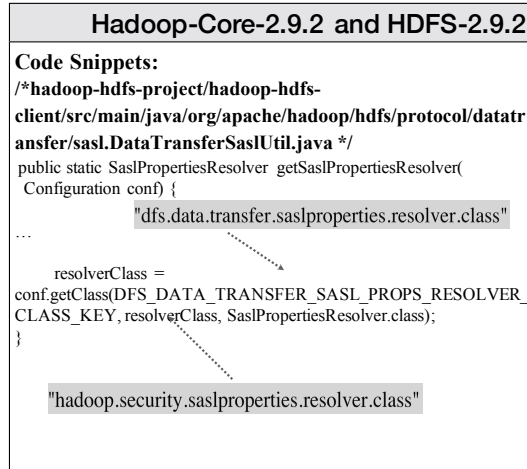 Hadoop-Core-2.9.2 and HDFS-2.9.2
Code Snippets:
/*hadoop-hdfs-project/hadoop-hdfs-
client/src/main/java/org/apache/hadoop/hdfs/protocol/datatr
ansfer/sasl.DataTransferSaslUtil.java */
public static SaslPropertiesResolver getSaslPropertiesResolver(
Configuration conf) {
"dfs.data.transfer.saslproperties.resolver.class"
…
resolverClass =
conf.getClass(DFS_DATA_TRANSFER_SASL_PROPS_RESOLVER_
CLASS_KEY, resolverClass, SaslPropertiesResolver.class);
}
"hadoop.security.saslproperties.resolver.class"